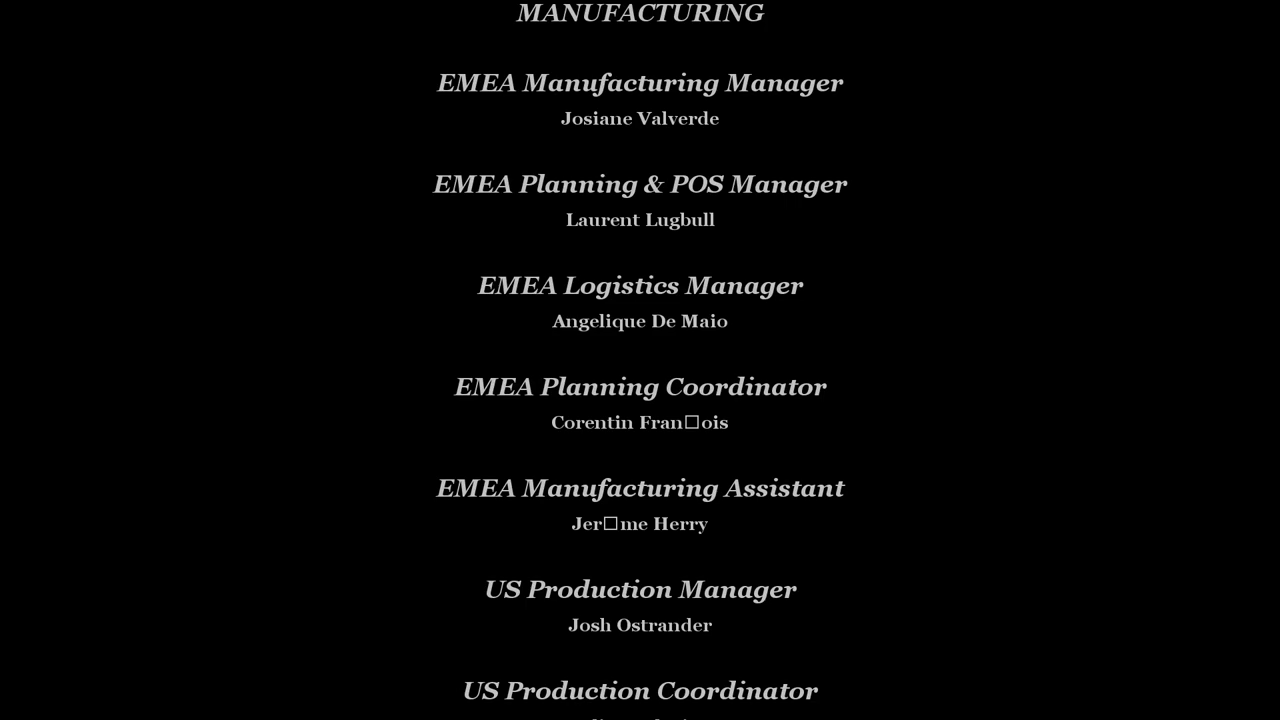 MANUFACTURING
EMEA Manufacturing Manager
Josiane Valverde
EMEA Planning & POS Manager
Laurent Lugbull
EMEA Logistics Manager
Angelique De Maio
EMEA Planning Coordinator
Corentin Fran□ois
EMEA Manufacturing Assistant
Jer□me Herry
US Production Manager
Josh Ostrander
US Production Coordinator